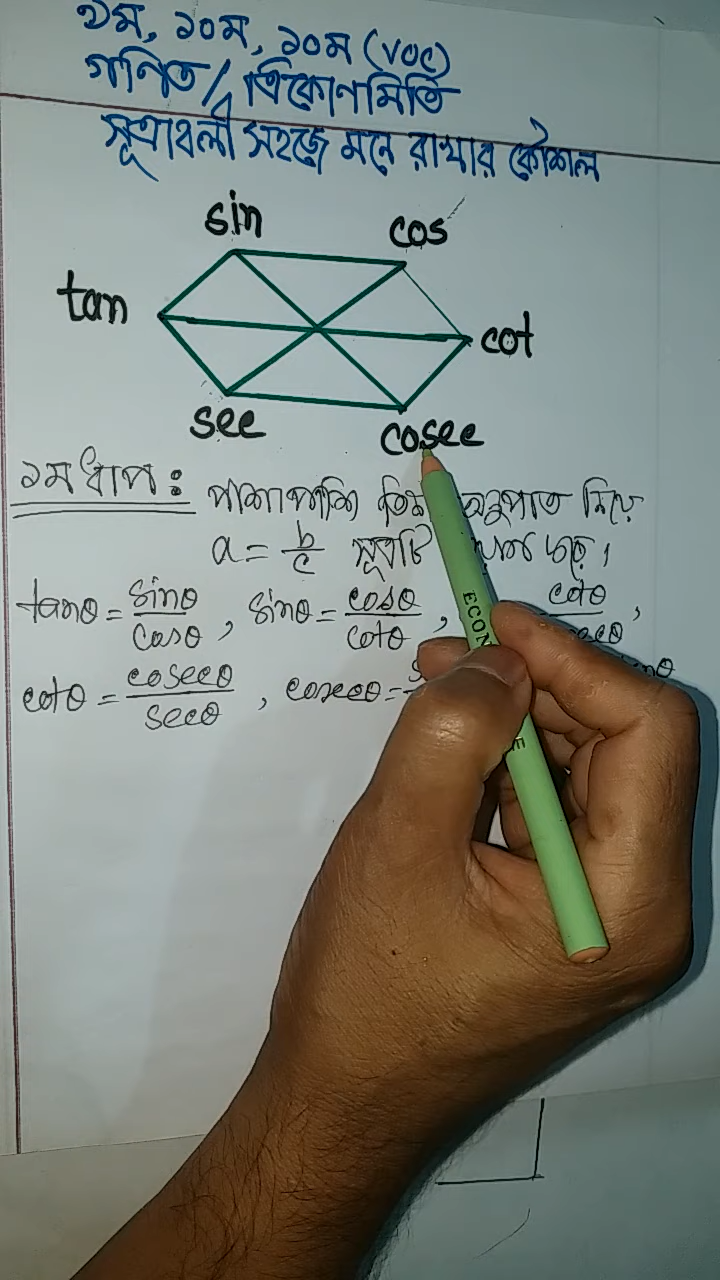 ৯ম, ১০ম, ১০ম (VOC)
গণিত / ত্রিকোণমিতি
সূত্রাবলী সহজে মনে রাখার কৌশল
sin cos
tan cot
sec cosec
১ম ধাপঃ পাশাপাশি অনুপাত নিয়ে
a = b/c সূত্রটি
tanθ = sinθ/cosθ, sinθ = cosθ/cotθ, cotθ
cotθ = cosecθ/secθ, cosecθ =
ECON